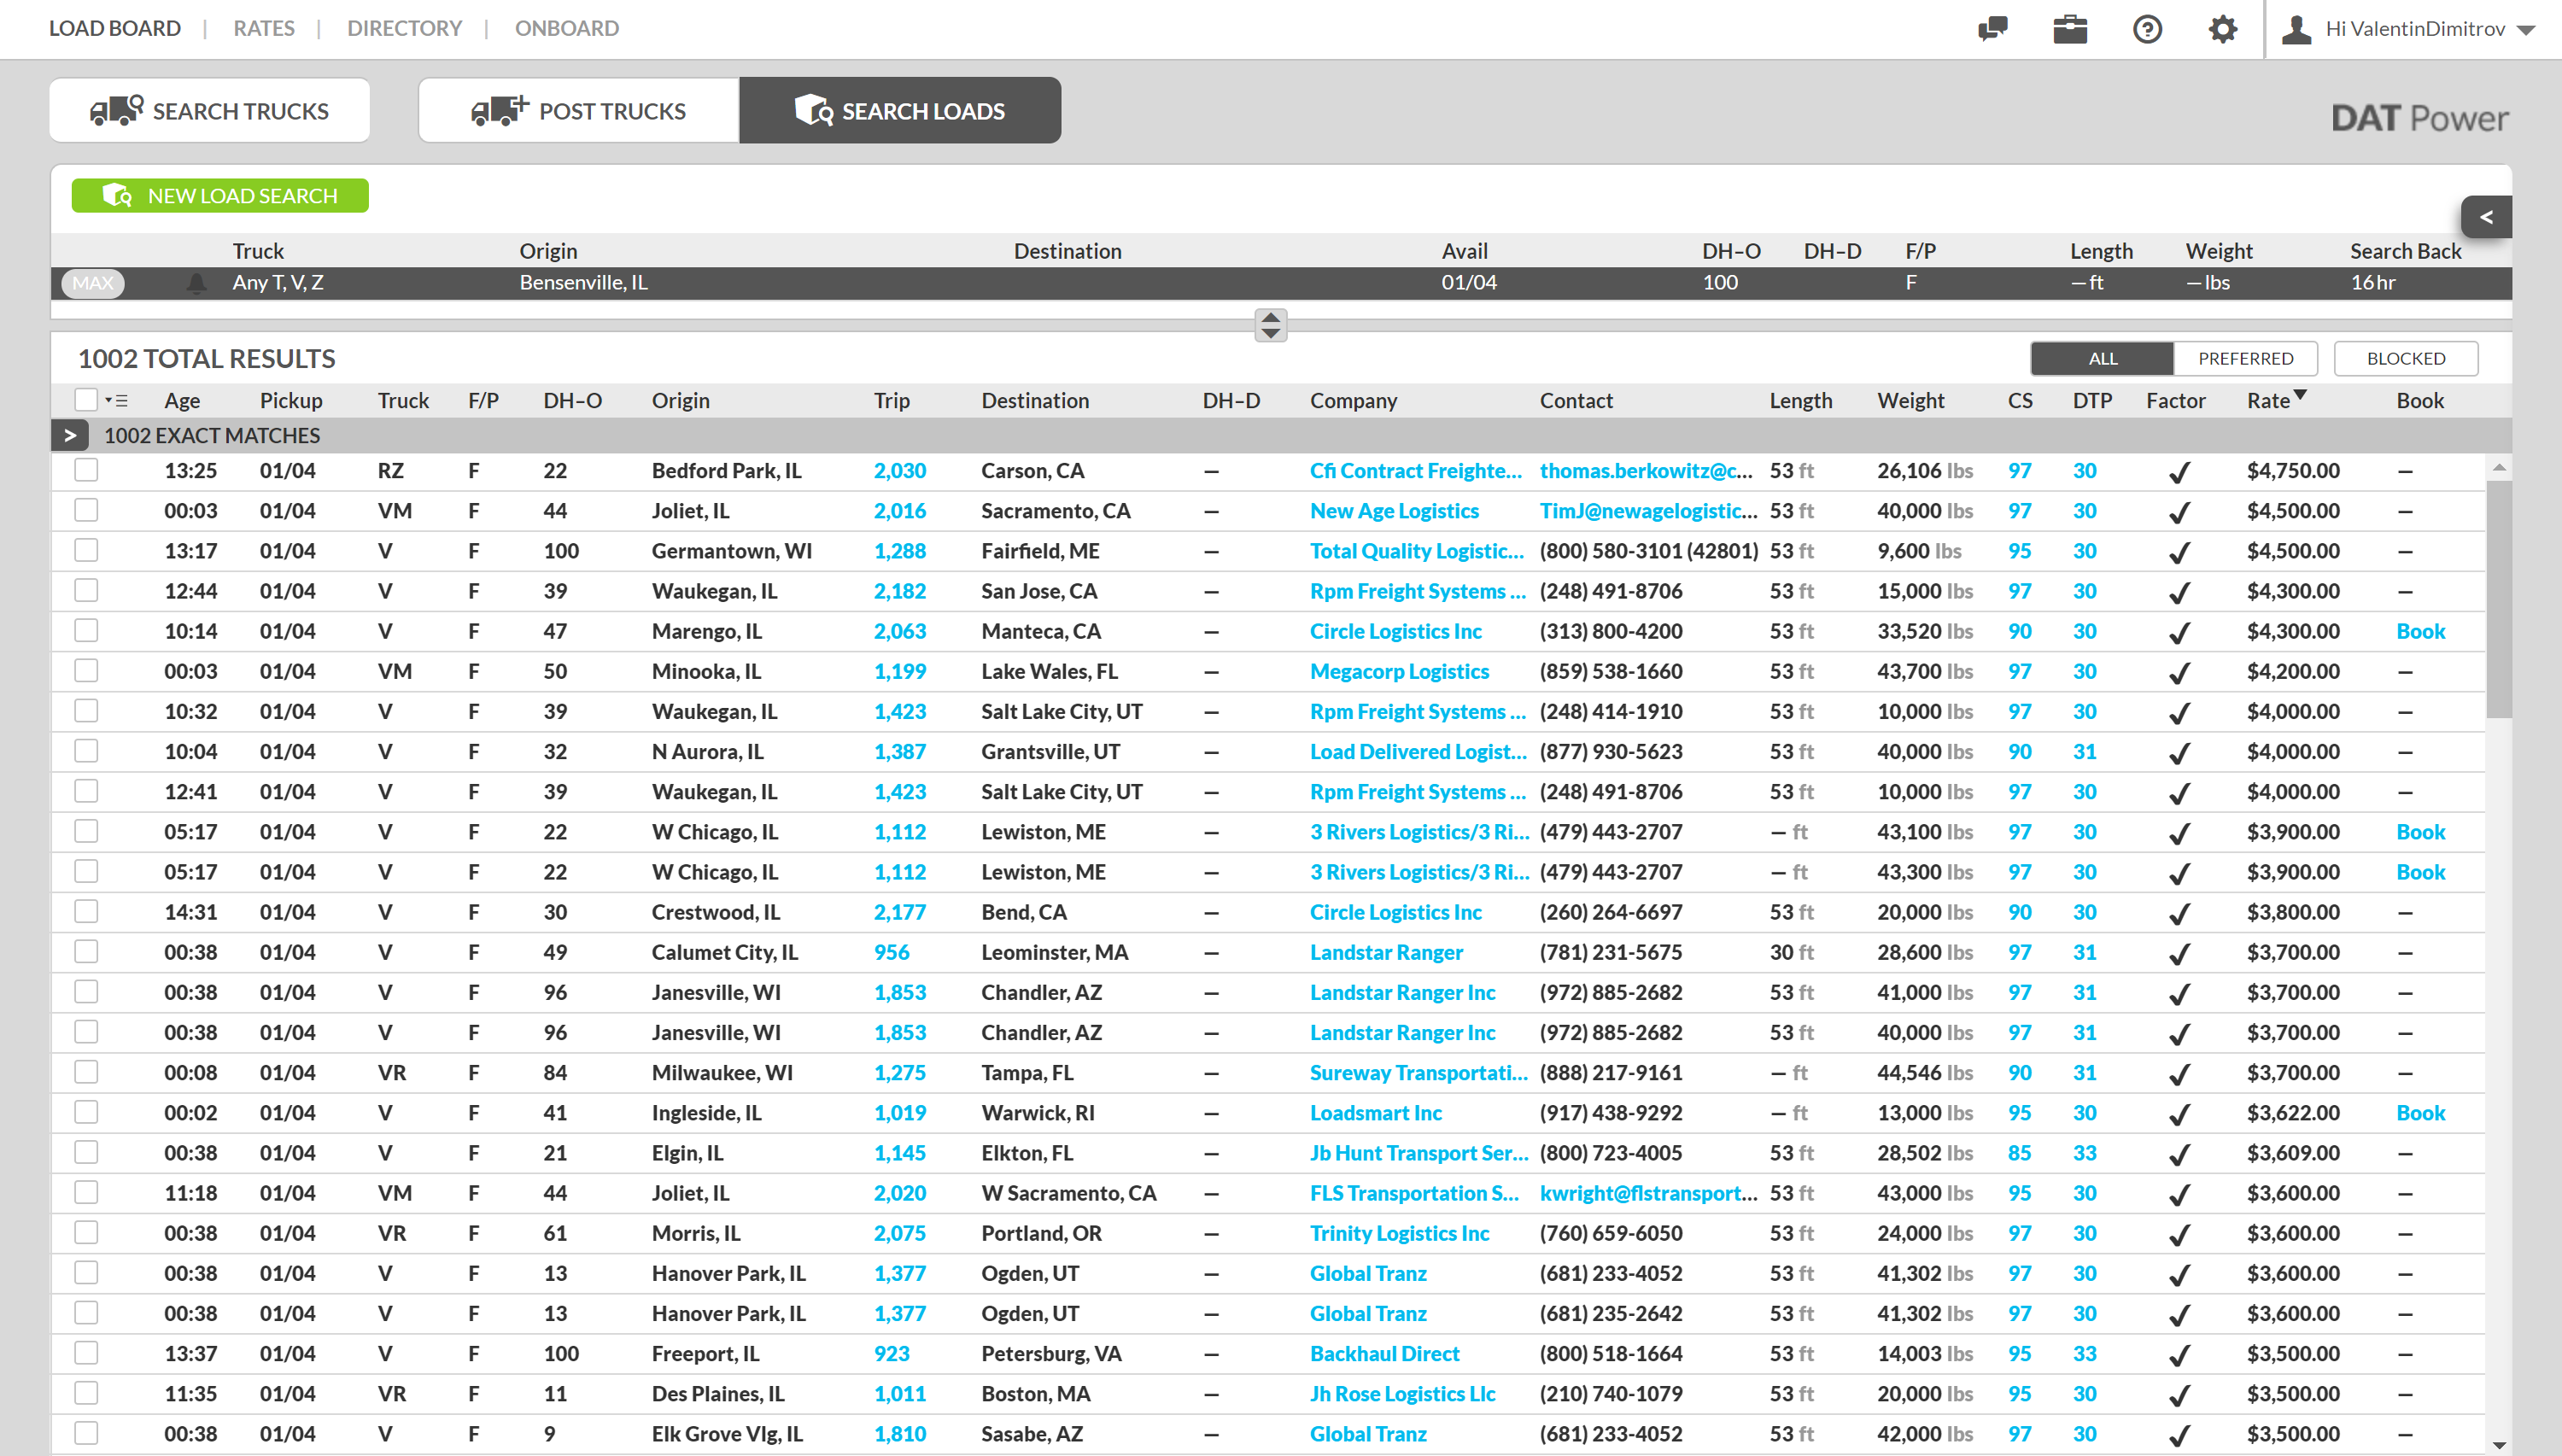 LOAD BOARD | RATES | DIRECTORY | ONBOARD Hi ValentinDimitrov
SEARCH TRUCKS POST TRUCKS SEARCH LOADS DAT Power
NEW LOAD SEARCH
<
Truck Origin Destination Avail DH–O DH–D F/P Length Weight Search Back
MAX Any T, V, Z Bensenville, IL 01/04 100 F — ft — lbs 16 hr
1002 TOTAL RESULTS ALL PREFERRED BLOCKED
Age Pickup Truck F/P DH–O Origin Trip Destination DH–D Company Contact Length Weight CS DTP Factor Rate Book
> 1002 EXACT MATCHES
13:25 01/04 RZ F 22 Bedford Park, IL 2,030 Carson, CA — Cfi Contract Freighte... thomas.berkowitz@c... 53 ft 26,106 lbs 97 30 ✓ $4,750.00 —
00:03 01/04 VM F 44 Joliet, IL 2,016 Sacramento, CA — New Age Logistics TimJ@newagelogistic... 53 ft 40,000 lbs 97 30 ✓ $4,500.00 —
13:17 01/04 V F 100 Germantown, WI 1,288 Fairfield, ME — Total Quality Logistic... (800) 580-3101 (42801) 53 ft 9,600 lbs 95 30 ✓ $4,500.00 —
12:44 01/04 V F 39 Waukegan, IL 2,182 San Jose, CA — Rpm Freight Systems ... (248) 491-8706 53 ft 15,000 lbs 97 30 ✓ $4,300.00 —
10:14 01/04 V F 47 Marengo, IL 2,063 Manteca, CA — Circle Logistics Inc (313) 800-4200 53 ft 33,520 lbs 90 30 ✓ $4,300.00 Book
00:03 01/04 VM F 50 Minooka, IL 1,199 Lake Wales, FL — Megacorp Logistics (859) 538-1660 53 ft 43,700 lbs 97 30 ✓ $4,200.00 —
10:32 01/04 V F 39 Waukegan, IL 1,423 Salt Lake City, UT — Rpm Freight Systems ... (248) 414-1910 53 ft 10,000 lbs 97 30 ✓ $4,000.00 —
10:04 01/04 V F 32 N Aurora, IL 1,387 Grantsville, UT — Load Delivered Logist... (877) 930-5623 53 ft 40,000 lbs 90 31 ✓ $4,000.00 —
12:41 01/04 V F 39 Waukegan, IL 1,423 Salt Lake City, UT — Rpm Freight Systems ... (248) 491-8706 53 ft 10,000 lbs 97 30 ✓ $4,000.00 —
05:17 01/04 V F 22 W Chicago, IL 1,112 Lewiston, ME — 3 Rivers Logistics/3 Ri... (479) 443-2707 — ft 43,100 lbs 97 30 ✓ $3,900.00 Book
05:17 01/04 V F 22 W Chicago, IL 1,112 Lewiston, ME — 3 Rivers Logistics/3 Ri... (479) 443-2707 — ft 43,300 lbs 97 30 ✓ $3,900.00 Book
14:31 01/04 V F 30 Crestwood, IL 2,177 Bend, CA — Circle Logistics Inc (260) 264-6697 53 ft 20,000 lbs 90 30 ✓ $3,800.00 —
00:38 01/04 V F 49 Calumet City, IL 956 Leominster, MA — Landstar Ranger (781) 231-5675 30 ft 28,600 lbs 97 31 ✓ $3,700.00 —
00:38 01/04 V F 96 Janesville, WI 1,853 Chandler, AZ — Landstar Ranger Inc (972) 885-2682 53 ft 41,000 lbs 97 31 ✓ $3,700.00 —
00:38 01/04 V F 96 Janesville, WI 1,853 Chandler, AZ — Landstar Ranger Inc (972) 885-2682 53 ft 40,000 lbs 97 31 ✓ $3,700.00 —
00:08 01/04 VR F 84 Milwaukee, WI 1,275 Tampa, FL — Sureway Transportati... (888) 217-9161 — ft 44,546 lbs 90 31 ✓ $3,700.00 —
00:02 01/04 V F 41 Ingleside, IL 1,019 Warwick, RI — Loadsmart Inc (917) 438-9292 — ft 13,000 lbs 95 30 ✓ $3,622.00 Book
00:38 01/04 V F 21 Elgin, IL 1,145 Elkton, FL — Jb Hunt Transport Ser... (800) 723-4005 53 ft 28,502 lbs 85 33 ✓ $3,609.00 —
11:18 01/04 VM F 44 Joliet, IL 2,020 W Sacramento, CA — FLS Transportation S... kwright@flstransport... 53 ft 43,000 lbs 95 30 ✓ $3,600.00 —
00:38 01/04 VR F 61 Morris, IL 2,075 Portland, OR — Trinity Logistics Inc (760) 659-6050 53 ft 24,000 lbs 97 30 ✓ $3,600.00 —
00:38 01/04 V F 13 Hanover Park, IL 1,377 Ogden, UT — Global Tranz (681) 233-4052 53 ft 41,302 lbs 97 30 ✓ $3,600.00 —
00:38 01/04 V F 13 Hanover Park, IL 1,377 Ogden, UT — Global Tranz (681) 235-2642 53 ft 41,302 lbs 97 30 ✓ $3,600.00 —
13:37 01/04 V F 100 Freeport, IL 923 Petersburg, VA — Backhaul Direct (800) 518-1664 53 ft 14,003 lbs 95 33 ✓ $3,500.00 —
11:35 01/04 VR F 11 Des Plaines, IL 1,011 Boston, MA — Jh Rose Logistics Llc (210) 740-1079 53 ft 20,000 lbs 95 30 ✓ $3,500.00 —
00:38 01/04 V F 9 Elk Grove Vlg, IL 1,810 Sasabe, AZ — Global Tranz (681) 233-4052 53 ft 42,000 lbs 97 30 ✓ $3,500.00 —